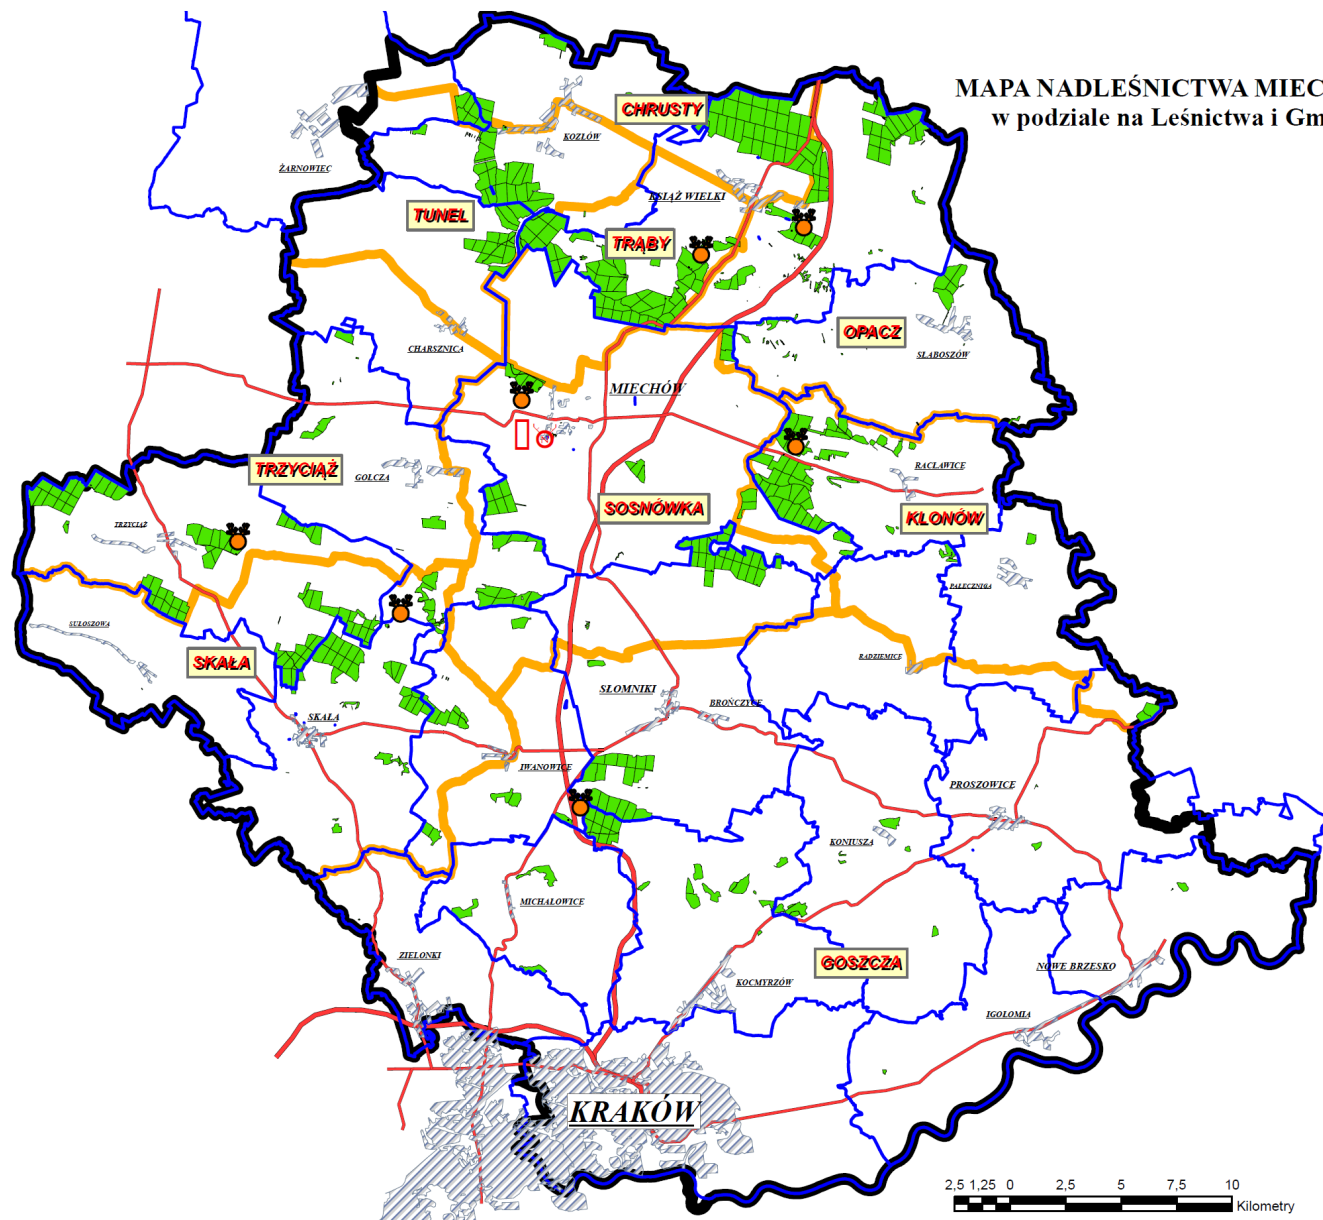 MAPA NADLEŚNICTWA MIEC
w podziale na Leśnictwa i Gm
CHRUSTY
KOZŁÓW
ŻARNOWIEC
KSIĄŻ WIELKI
TUNEL
TRĄBY
OPACZ
CHARSZNICA
SŁABOSZÓW
MIECHÓW
TRZYCIĄŻ
GOŁCZA
RACŁAWICE
SOSNÓWKA
KLONÓW
TRZYCIĄŻ
PAŁECZNICA
SUŁOSZOWA
SKAŁA
RADZIEMICE
SŁOMNIKI
BROŃCZYCE
SKAŁA
IWANOWICE
PROSZOWICE
KONIUSZA
MICHAŁOWICE
ZIELONKI
GOSZCZA
NOWE BRZESKO
KOCMYRZÓW
IGOŁOMIA
KRAKÓW
2,5 1,25 0 2,5 5 7,5 10
Kilometry